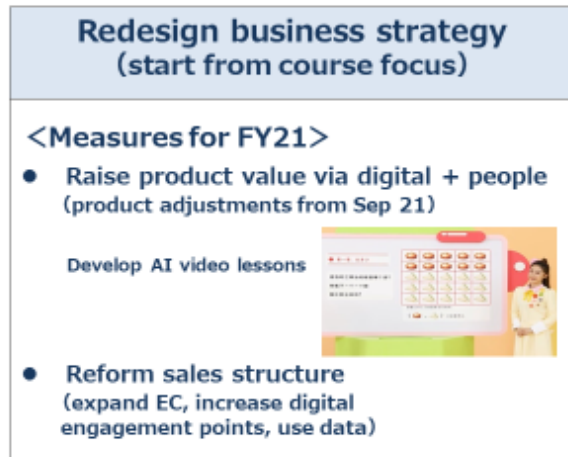 Redesign business strategy
(start from course focus)
<Measures for FY21>
● Raise product value via digital + people
(product adjustments from Sep 21)
Develop AI video lessons
● Reform sales structure
(expand EC, increase digital
engagement points, use data)